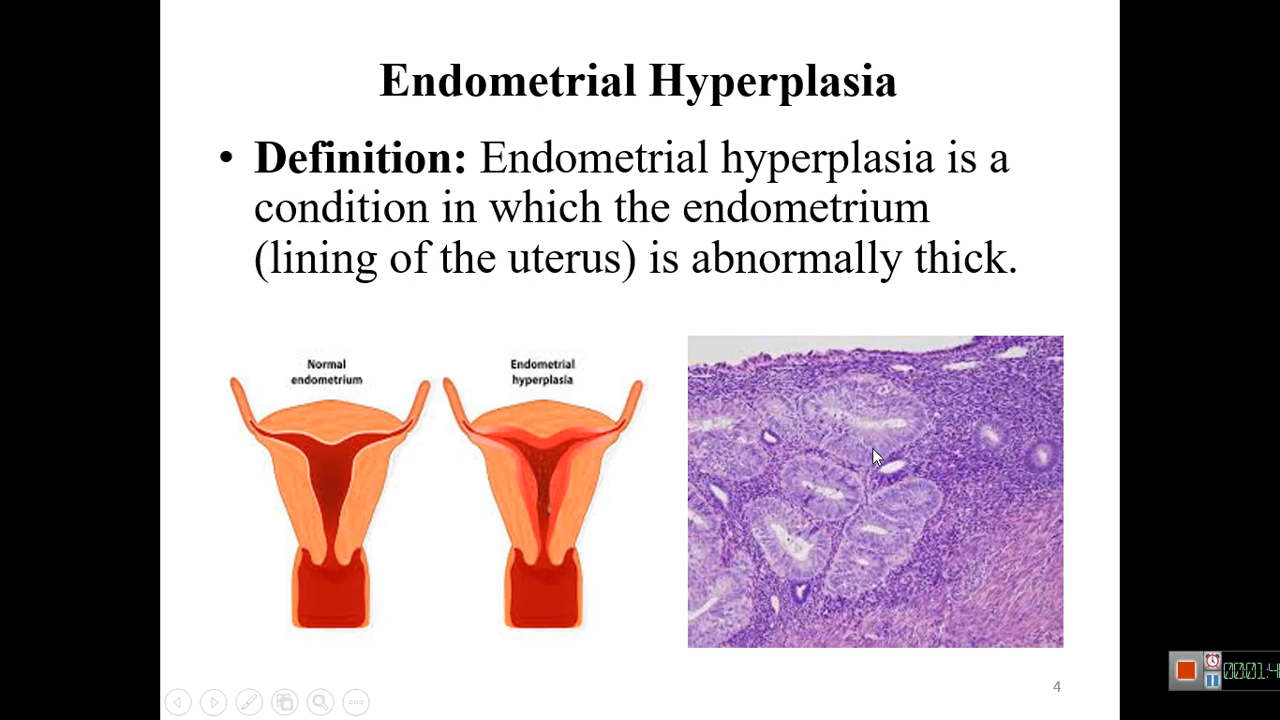 Endometrial Hyperplasia
• Definition: Endometrial hyperplasia is a
condition in which the endometrium
(lining of the uterus) is abnormally thick.
Normal
endometrium
Endometrial
hyperplasia
4